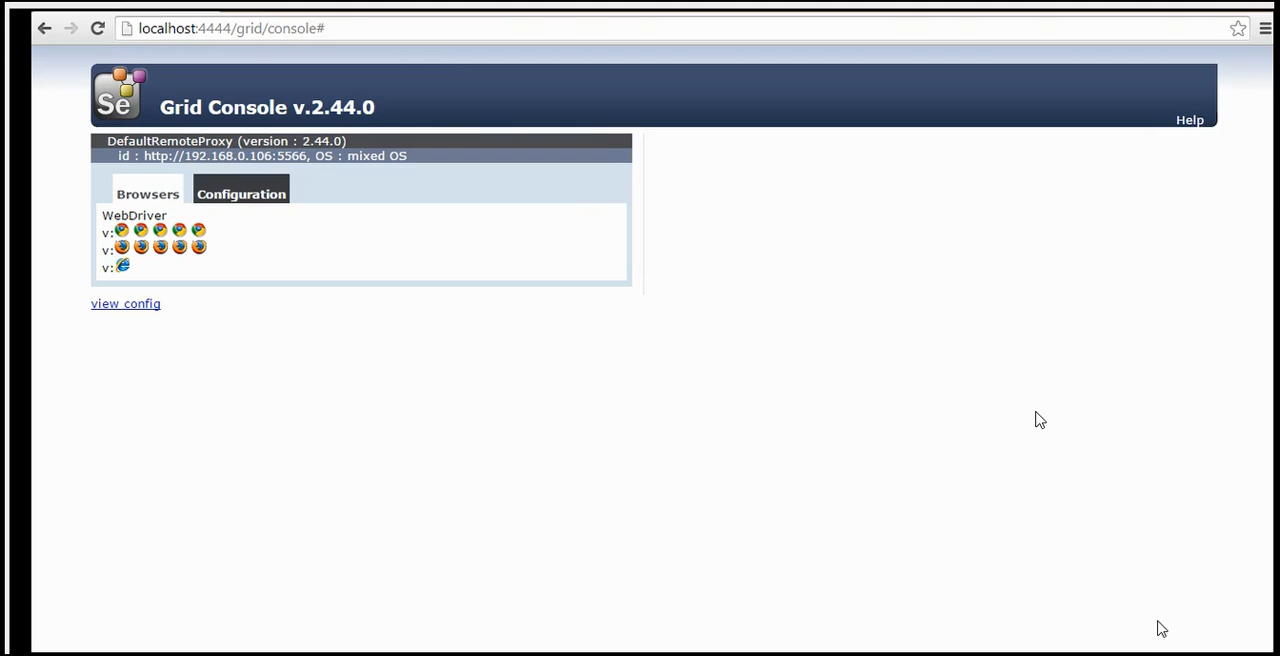 localhost:4444/grid/console#
Se
Grid Console v.2.44.0
Help
DefaultRemoteProxy (version : 2.44.0)
id : http://192.168.0.106:5566, OS : mixed OS
Browsers Configuration
WebDriver
v:
v:
v:
view config